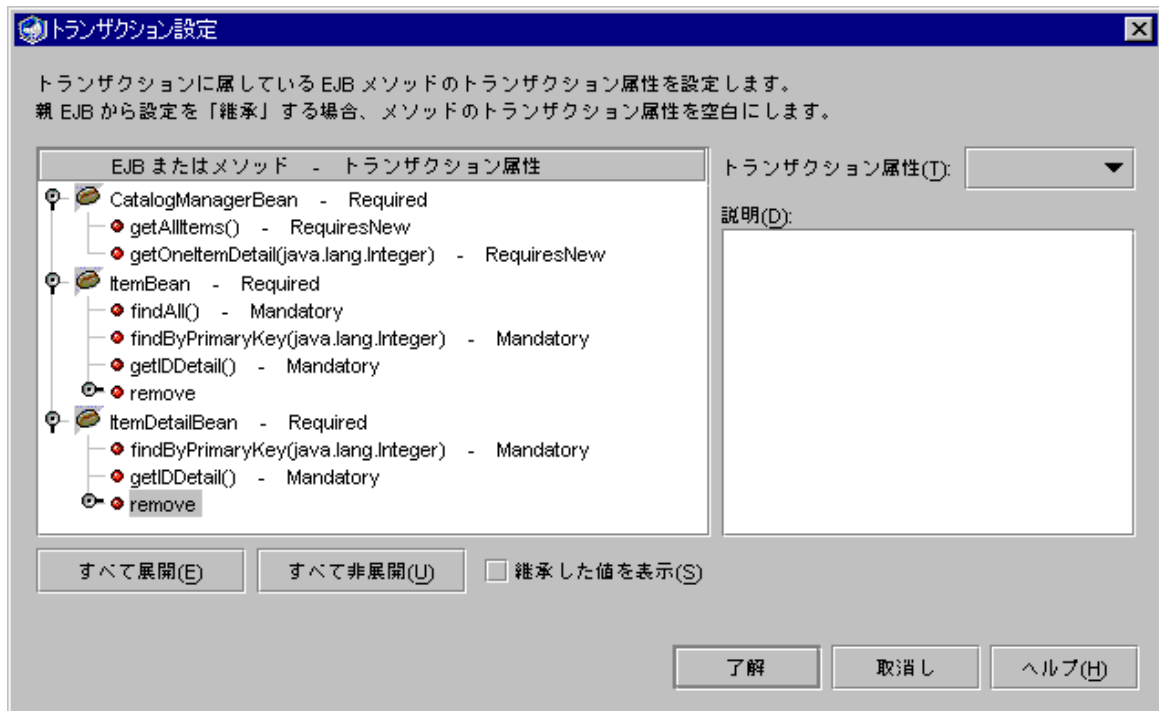 トランザクション設定
トランザクションに属している EJB メソッドのトランザクション属性を設定します。
親 EJB から設定を「継承」する場合、メソッドのトランザクション属性を空白にします。
EJB またはメソッド - トランザクション属性
CatalogManagerBean - Required
getAllItems() - RequiresNew
getOneItemDetail(java.lang.Integer) - RequiresNew
ItemBean - Required
findAll() - Mandatory
findByPrimaryKey(java.lang.Integer) - Mandatory
getIDDetail() - Mandatory
remove
ItemDetailBean - Required
findByPrimaryKey(java.lang.Integer) - Mandatory
getIDDetail() - Mandatory
remove
トランザクション属性(T):
説明(D):
すべて展開(E)
すべて非展開(U)
継承した値を表示(S)
了解
取消し
ヘルプ(H)